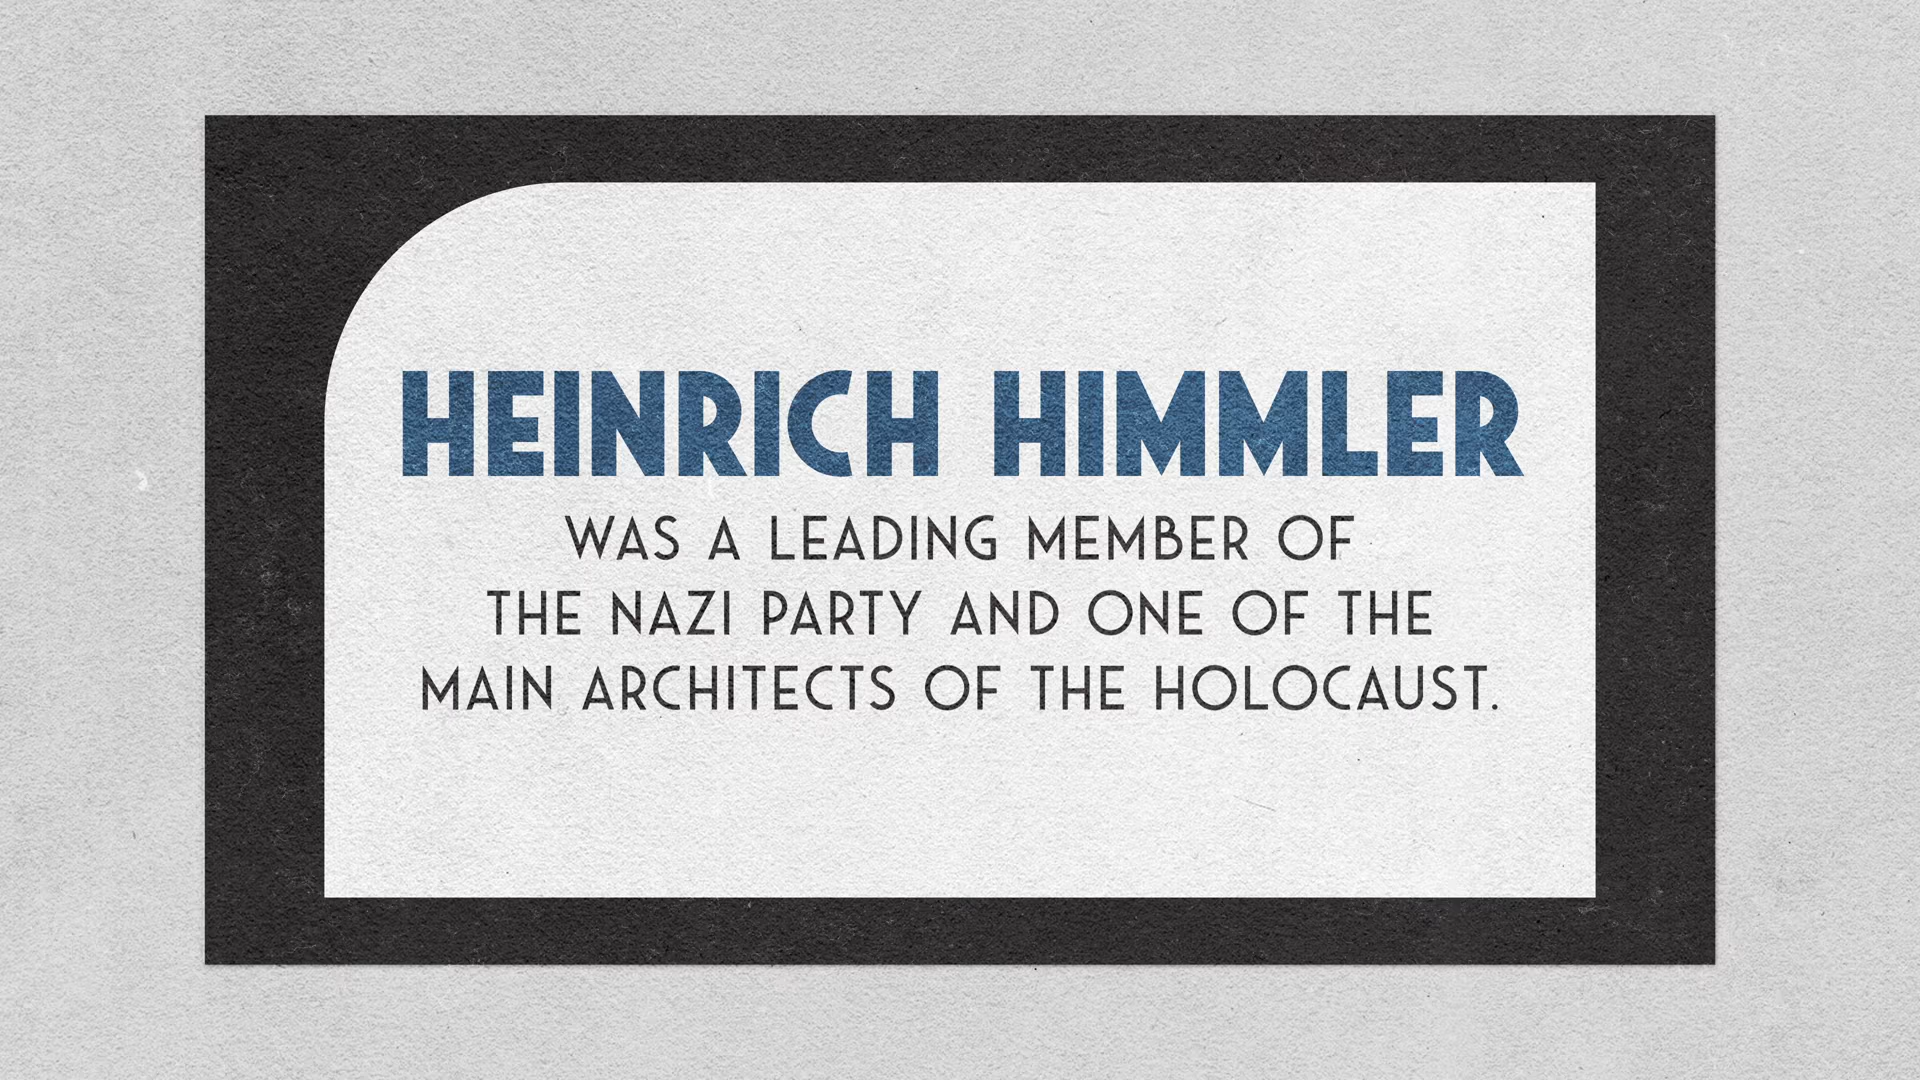 HEINRICH HIMMLER
WAS A LEADING MEMBER OF
THE NAZI PARTY AND ONE OF THE
MAIN ARCHITECTS OF THE HOLOCAUST.